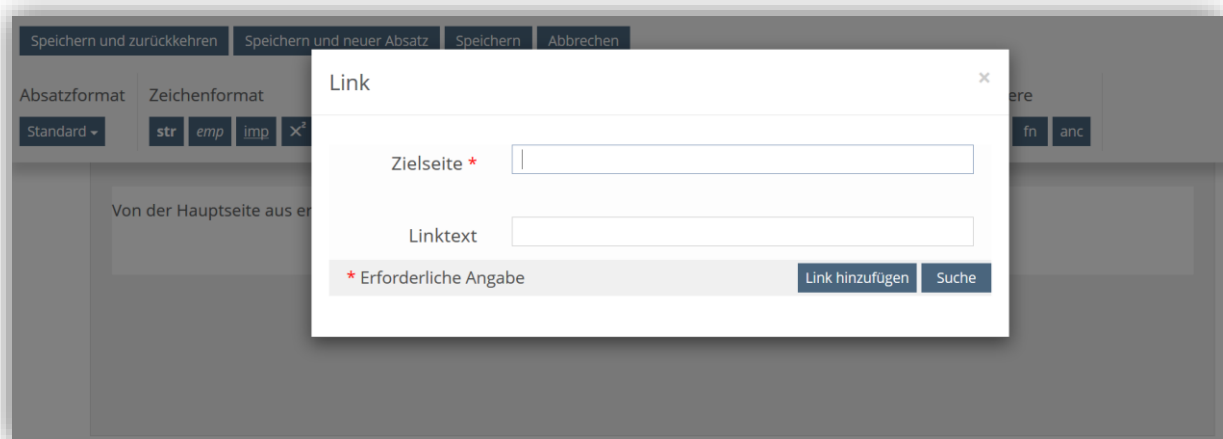 Speichern und zurückkehren Speichern und neuer Absatz Speichern Abbrechen
Link ×
Absatzformat Zeichenformat ere
Standard str emp imp X² fn anc
Zielseite *
Von der Hauptseite aus er
Linktext
* Erforderliche Angabe Link hinzufügen Suche